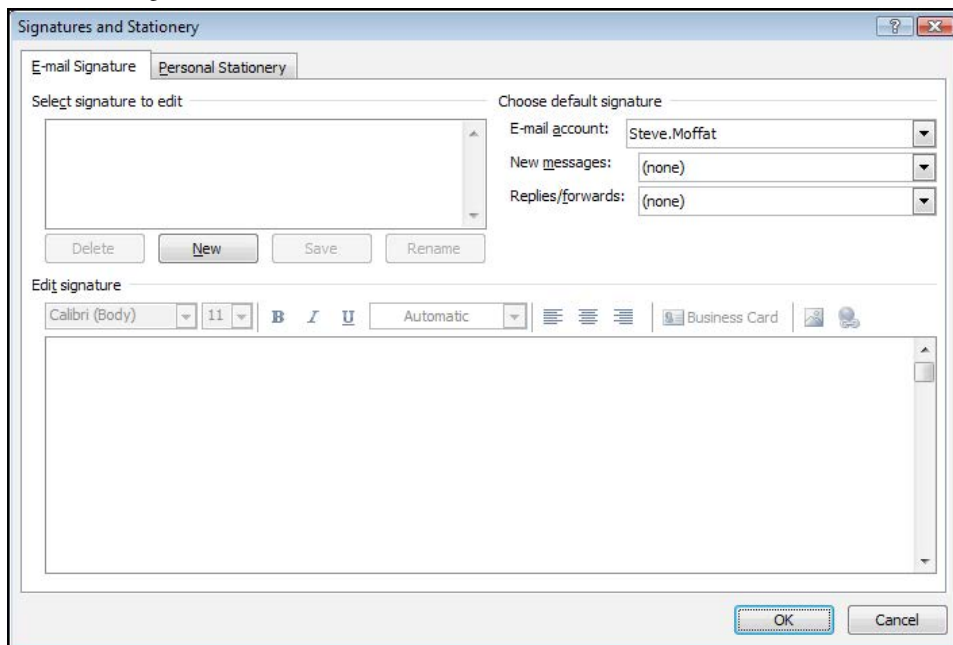 Signatures and Stationery
E-mail Signature Personal Stationery
Select signature to edit Choose default signature
E-mail account: Steve.Moffat
New messages: (none)
Replies/forwards: (none)
Delete New Save Rename
Edit signature
Calibri (Body) 11 B I U Automatic Business Card
OK Cancel